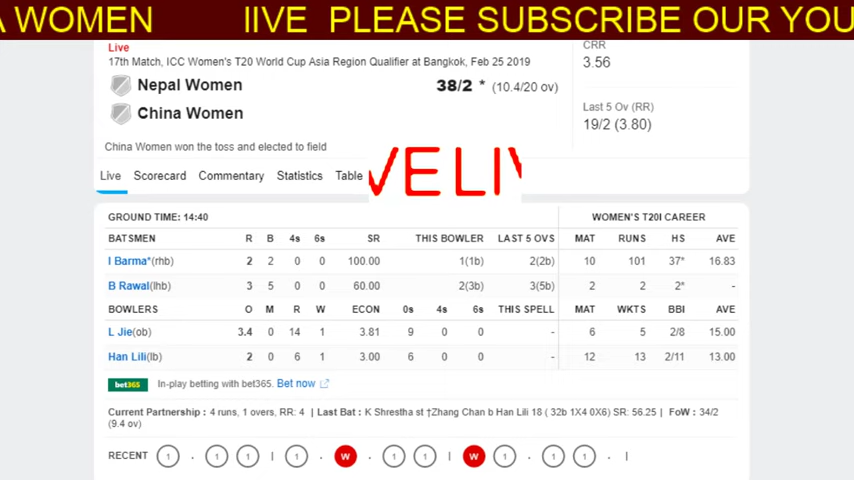 A WOMEN IIVE PLEASE SUBSCRIBE OUR YOU
Live
17th Match, ICC Women's T20 World Cup Asia Region Qualifier at Bangkok, Feb 25 2019
Nepal Women 38/2 * (10.4/20 ov)
China Women
China Women won the toss and elected to field
CRR
3.56
Last 5 Ov (RR)
19/2 (3.80)
Live Scorecard Commentary Statistics Table
VELIV
GROUND TIME: 14:40 WOMEN'S T20I CAREER
BATSMEN R B 4s 6s SR THIS BOWLER LAST 5 OVS MAT RUNS HS AVE
I Barma*(rhb) 2 2 0 0 100.00 1(1b) 2(2b) 10 101 37* 16.83
B Rawal(lhb) 3 5 0 0 60.00 2(3b) 3(5b) 2 2 2* -
BOWLERS O M R W ECON 0s 4s 6s THIS SPELL MAT WKTS BBI AVE
L Jie(ob) 3.4 0 14 1 3.81 9 0 0 - 6 5 2/8 15.00
Han Lili(lb) 2 0 6 1 3.00 6 0 0 - 12 13 2/11 13.00
bet365 In-play betting with bet365. Bet now
Current Partnership : 4 runs, 1 overs, RR: 4 | Last Bat : K Shrestha st †Zhang Chan b Han Lili 18 ( 32b 1X4 0X6) SR: 56.25 | FoW : 34/2
(9.4 ov)
RECENT 1 . 1 1 | 1 . W . 1 1 | W 1 . 1 1 . |